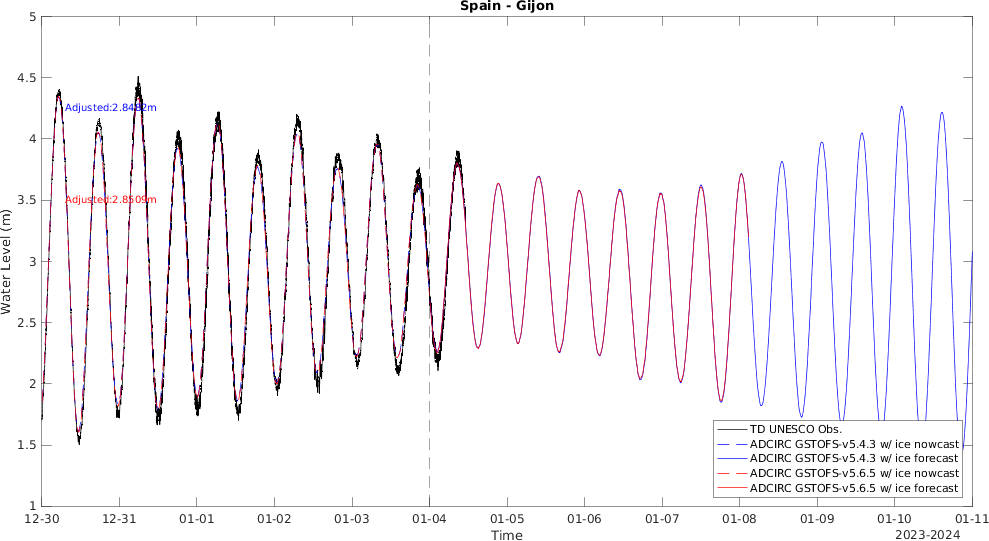 Spain - Gijon
5
4.5
4
3.5
3
2.5
2
1.5
1
Water Level (m)
Adjusted:2.8482m
Adjusted:2.8509m
TD UNESCO Obs.
ADCIRC GSTOFS-v5.4.3 w/ ice nowcast
ADCIRC GSTOFS-v5.4.3 w/ ice forecast
ADCIRC GSTOFS-v5.6.5 w/ ice nowcast
ADCIRC GSTOFS-v5.6.5 w/ ice forecast
12-30 12-31 01-01 01-02 01-03 01-04 01-05 01-06 01-07 01-08 01-09 01-10 01-11
Time
2023-2024